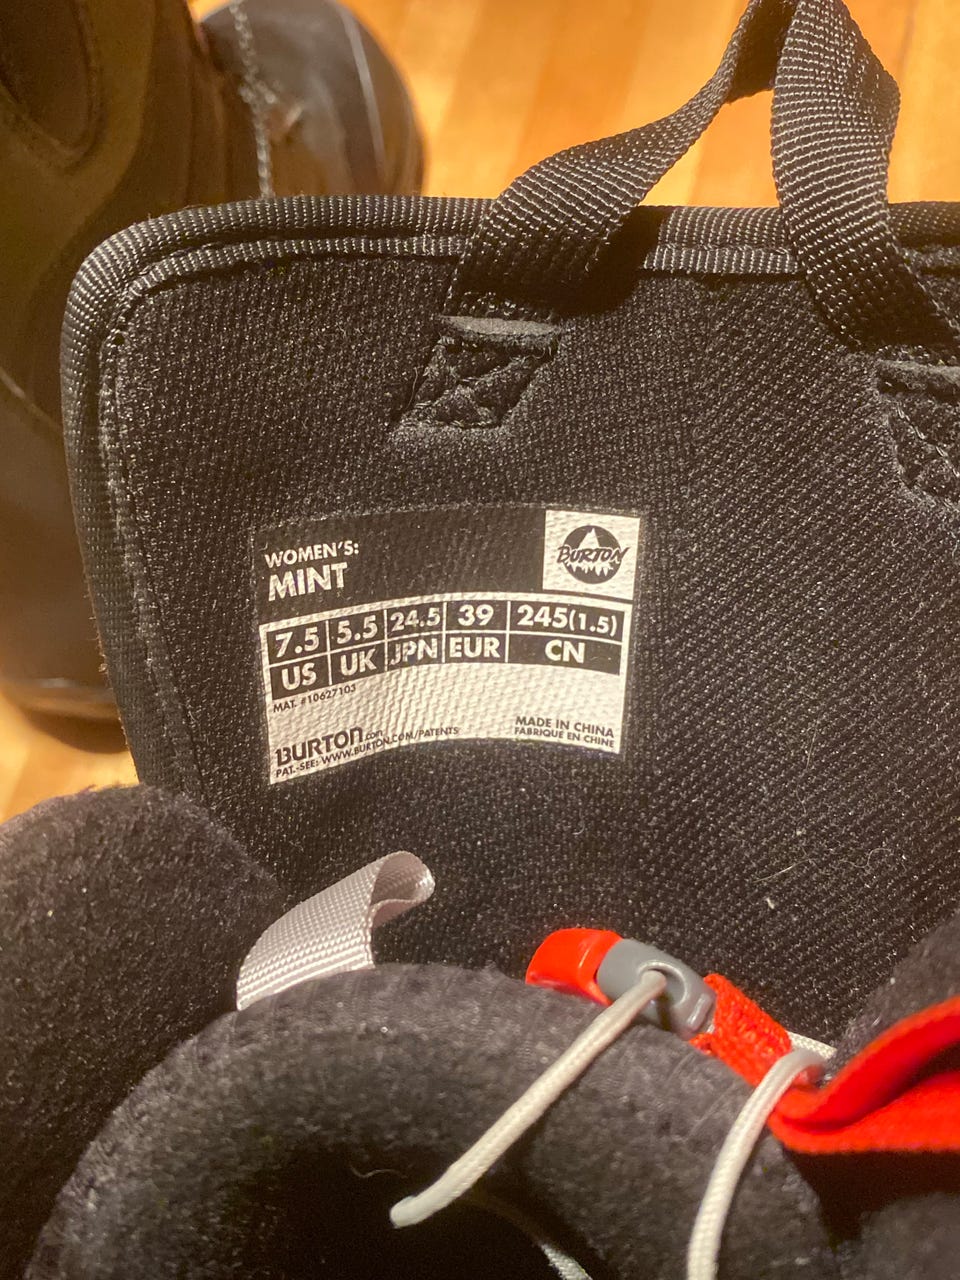 WOMEN'S:
MINT
BURTON
7.5 5.5 24.5 39 245(1.5)
US UK JPN EUR CN
MAT. #10627103
BURTON.com
PAT.-SEE: WWW.BURTON.COM/PATENTS
MADE IN CHINA
FABRIQUE EN CHINE